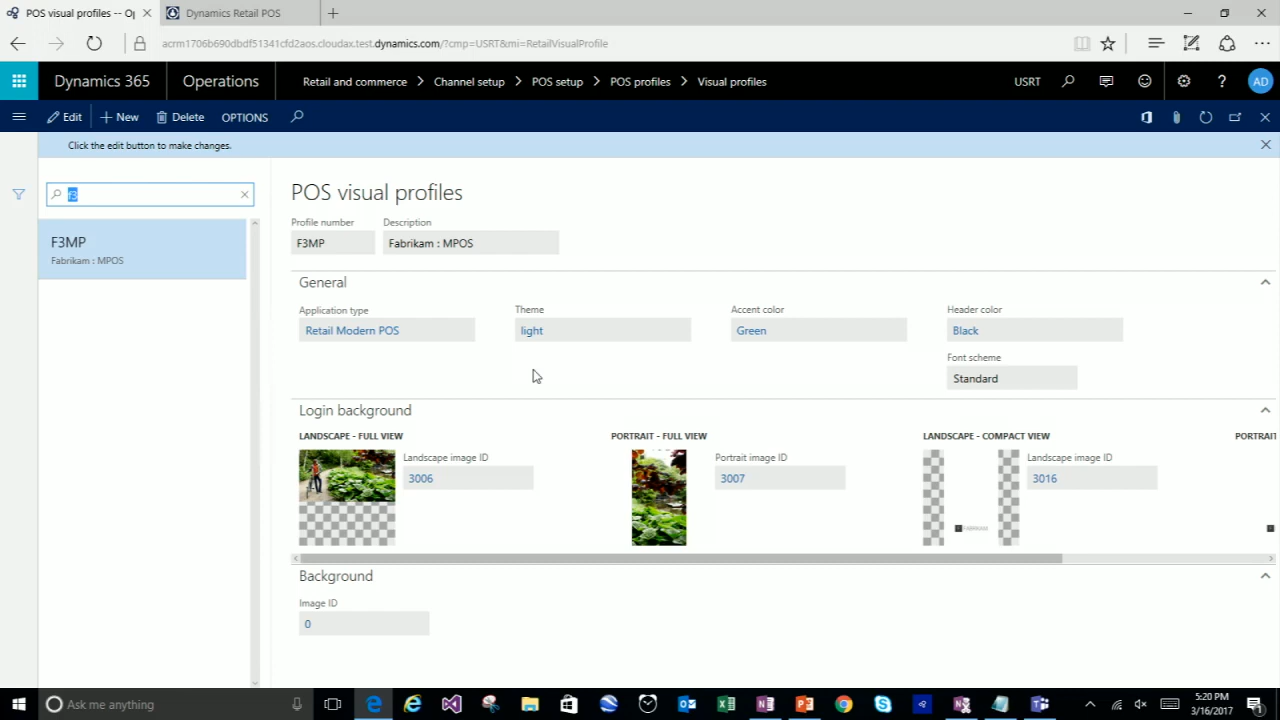 POS visual profiles -- Op
Dynamics Retail POS
acrm1706b690dbdf51341cfd2aos.cloudax.test.dynamics.com/?cmp=USRT&mi=RetailVisualProfile
Dynamics 365
Operations
Retail and commerce > Channel setup > POS setup > POS profiles > Visual profiles
USRT
AD
Edit
New
Delete
OPTIONS
Click the edit button to make changes.
f3
F3MP
Fabrikam : MPOS
POS visual profiles
Profile number
Description
F3MP
Fabrikam : MPOS
General
Application type
Theme
Accent color
Header color
Retail Modern POS
light
Green
Black
Font scheme
Standard
Login background
LANDSCAPE - FULL VIEW
PORTRAIT - FULL VIEW
LANDSCAPE - COMPACT VIEW
PORTRAIT
Landscape image ID
Portrait image ID
Landscape image ID
3006
3007
3016
Background
Image ID
0
Ask me anything
5:20 PM
3/16/2017